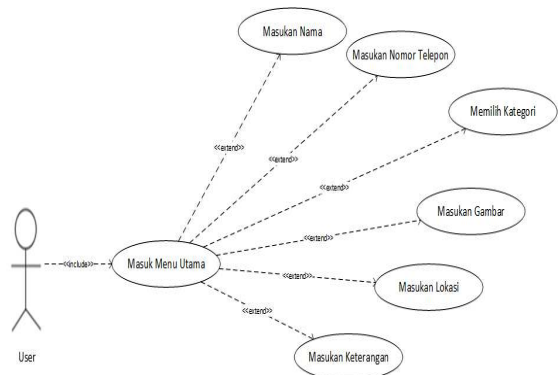 Masukan Nama
Masukan Nomor Telepon
Memilih Kategori
<<extend>>
<<extend>>
<<extend>>
Masukan Gambar
<<extend>>
<<include>>
Masuk Menu Utama
<<extend>>
Masukan Lokasi
<<extend>>
User
Masukan Keterangan